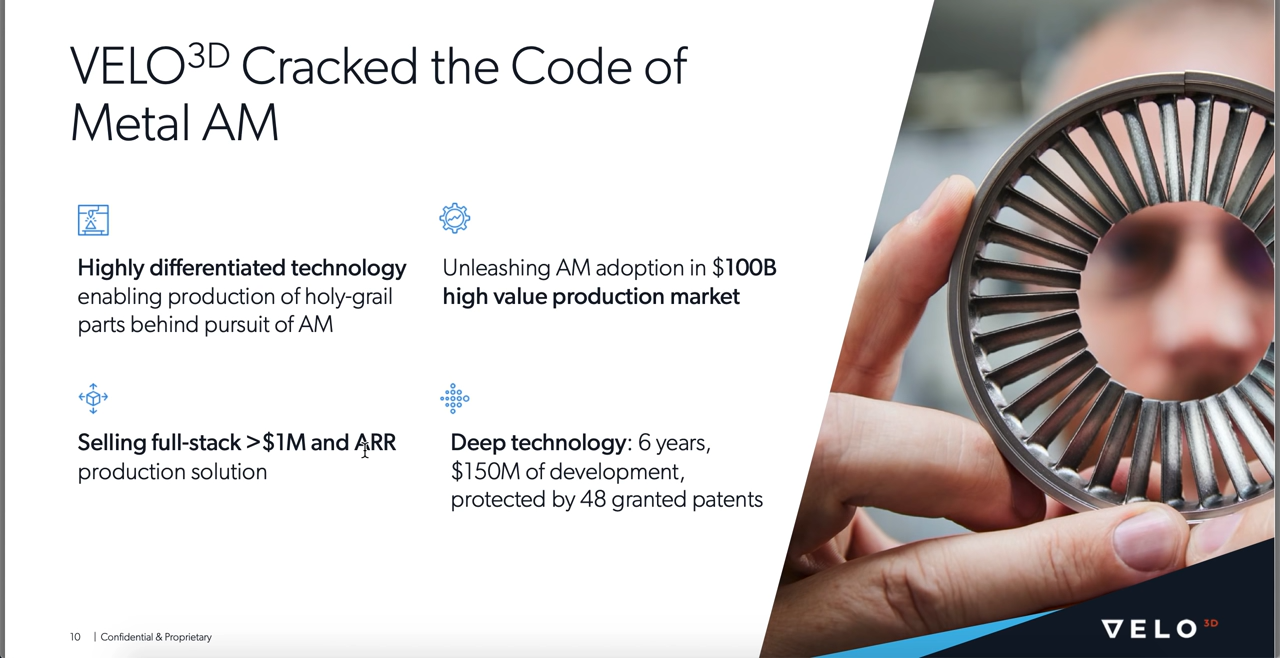 VELO3D Cracked the Code of
Metal AM
Highly differentiated technology
enabling production of holy-grail
parts behind pursuit of AM
Unleashing AM adoption in $100B
high value production market
Selling full-stack >$1M and ARR
production solution
Deep technology: 6 years,
$150M of development,
protected by 48 granted patents
10 | Confidential & Proprietary
VELO 3D